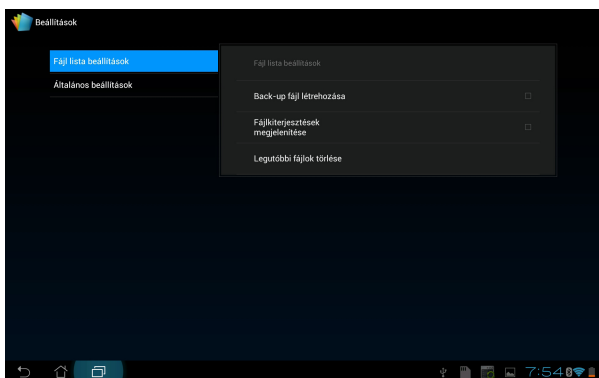 Beállítások
Fájl lista beállítások
Általános beállítások
Fájl lista beállítások
Back-up fájl létrehozása
Fájlkiterjesztések
megjelenítése
Legutóbbi fájlok törlése
7:54